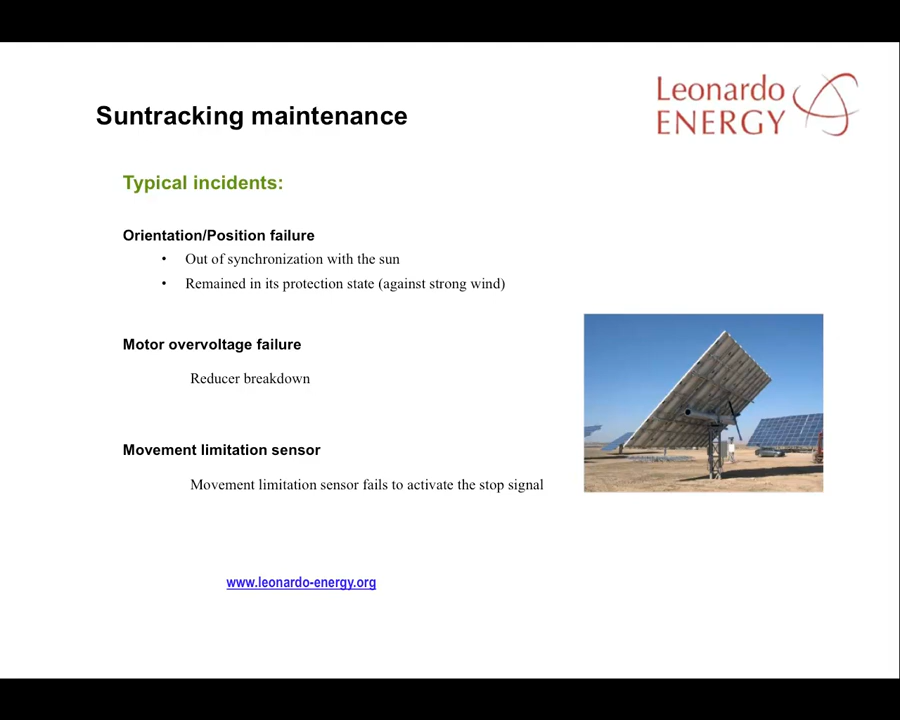 Leonardo
ENERGY
Suntracking maintenance
Typical incidents:
Orientation/Position failure
• Out of synchronization with the sun
• Remained in its protection state (against strong wind)
Motor overvoltage failure
Reducer breakdown
Movement limitation sensor
Movement limitation sensor fails to activate the stop signal
www.leonardo-energy.org